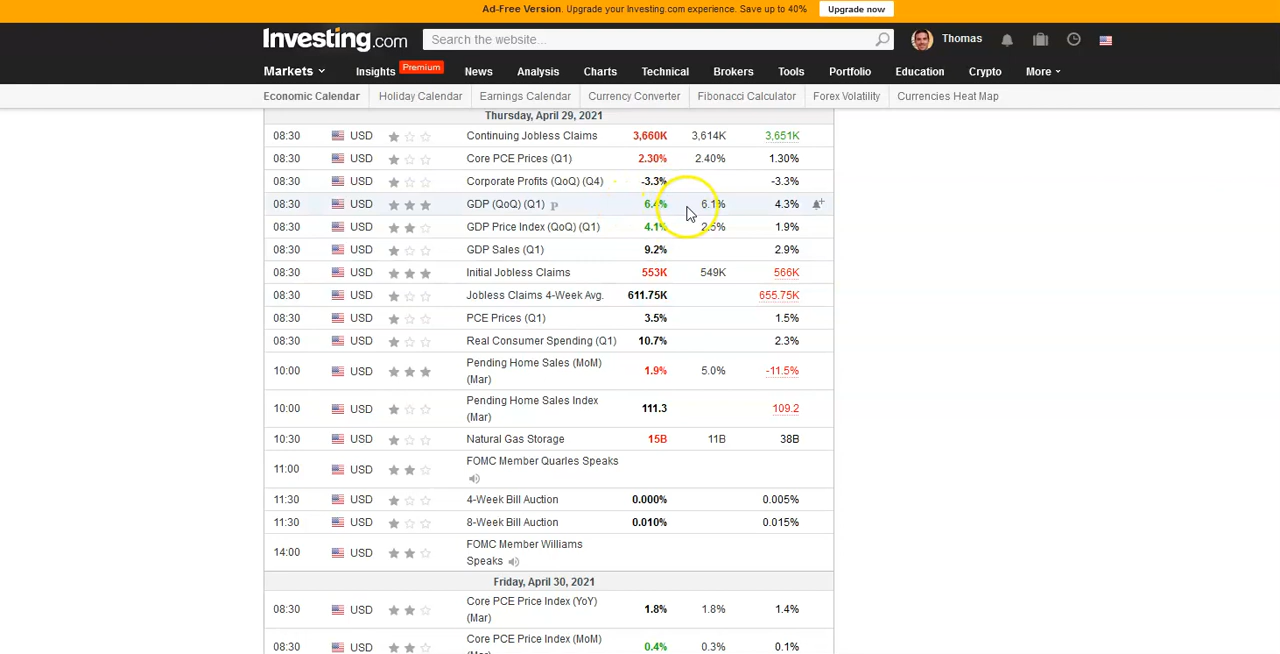 Ad-Free Version. Upgrade your Investing.com experience. Save up to 40% Upgrade now
Investing.com Search the website... Thomas
Markets Insights Premium News Analysis Charts Technical Brokers Tools Portfolio Education Crypto More
Economic Calendar Holiday Calendar Earnings Calendar Currency Converter Fibonacci Calculator Forex Volatility Currencies Heat Map
Thursday, April 29, 2021
08:30 USD Continuing Jobless Claims 3,660K 3,614K 3,651K
08:30 USD Core PCE Prices (Q1) 2.30% 2.40% 1.30%
08:30 USD Corporate Profits (QoQ) (Q4) -3.3% -3.3%
08:30 USD GDP (QoQ) (Q1) P 6.4% 6.1% 4.3%
08:30 USD GDP Price Index (QoQ) (Q1) 4.1% 2.5% 1.9%
08:30 USD GDP Sales (Q1) 9.2% 2.9%
08:30 USD Initial Jobless Claims 553K 549K 566K
08:30 USD Jobless Claims 4-Week Avg. 611.75K 655.75K
08:30 USD PCE Prices (Q1) 3.5% 1.5%
08:30 USD Real Consumer Spending (Q1) 10.7% 2.3%
10:00 USD Pending Home Sales (MoM) 1.9% 5.0% -11.5%
(Mar)
10:00 USD Pending Home Sales Index 111.3 109.2
(Mar)
10:30 USD Natural Gas Storage 15B 11B 38B
11:00 USD FOMC Member Quarles Speaks
11:30 USD 4-Week Bill Auction 0.000% 0.005%
11:30 USD 8-Week Bill Auction 0.010% 0.015%
14:00 USD FOMC Member Williams
Speaks
Friday, April 30, 2021
08:30 USD Core PCE Price Index (YoY) 1.8% 1.8% 1.4%
(Mar)
08:30 USD Core PCE Price Index (MoM) 0.4% 0.3% 0.1%